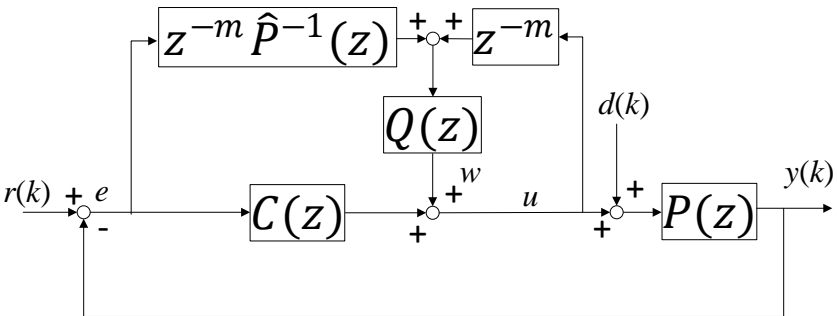 z^{-m} P̂^{-1}(z)
+
+
z^{-m}
Q(z)
d(k)
r(k)
+
e
-
C(z)
w
+
+
u
+
+
P(z)
y(k)